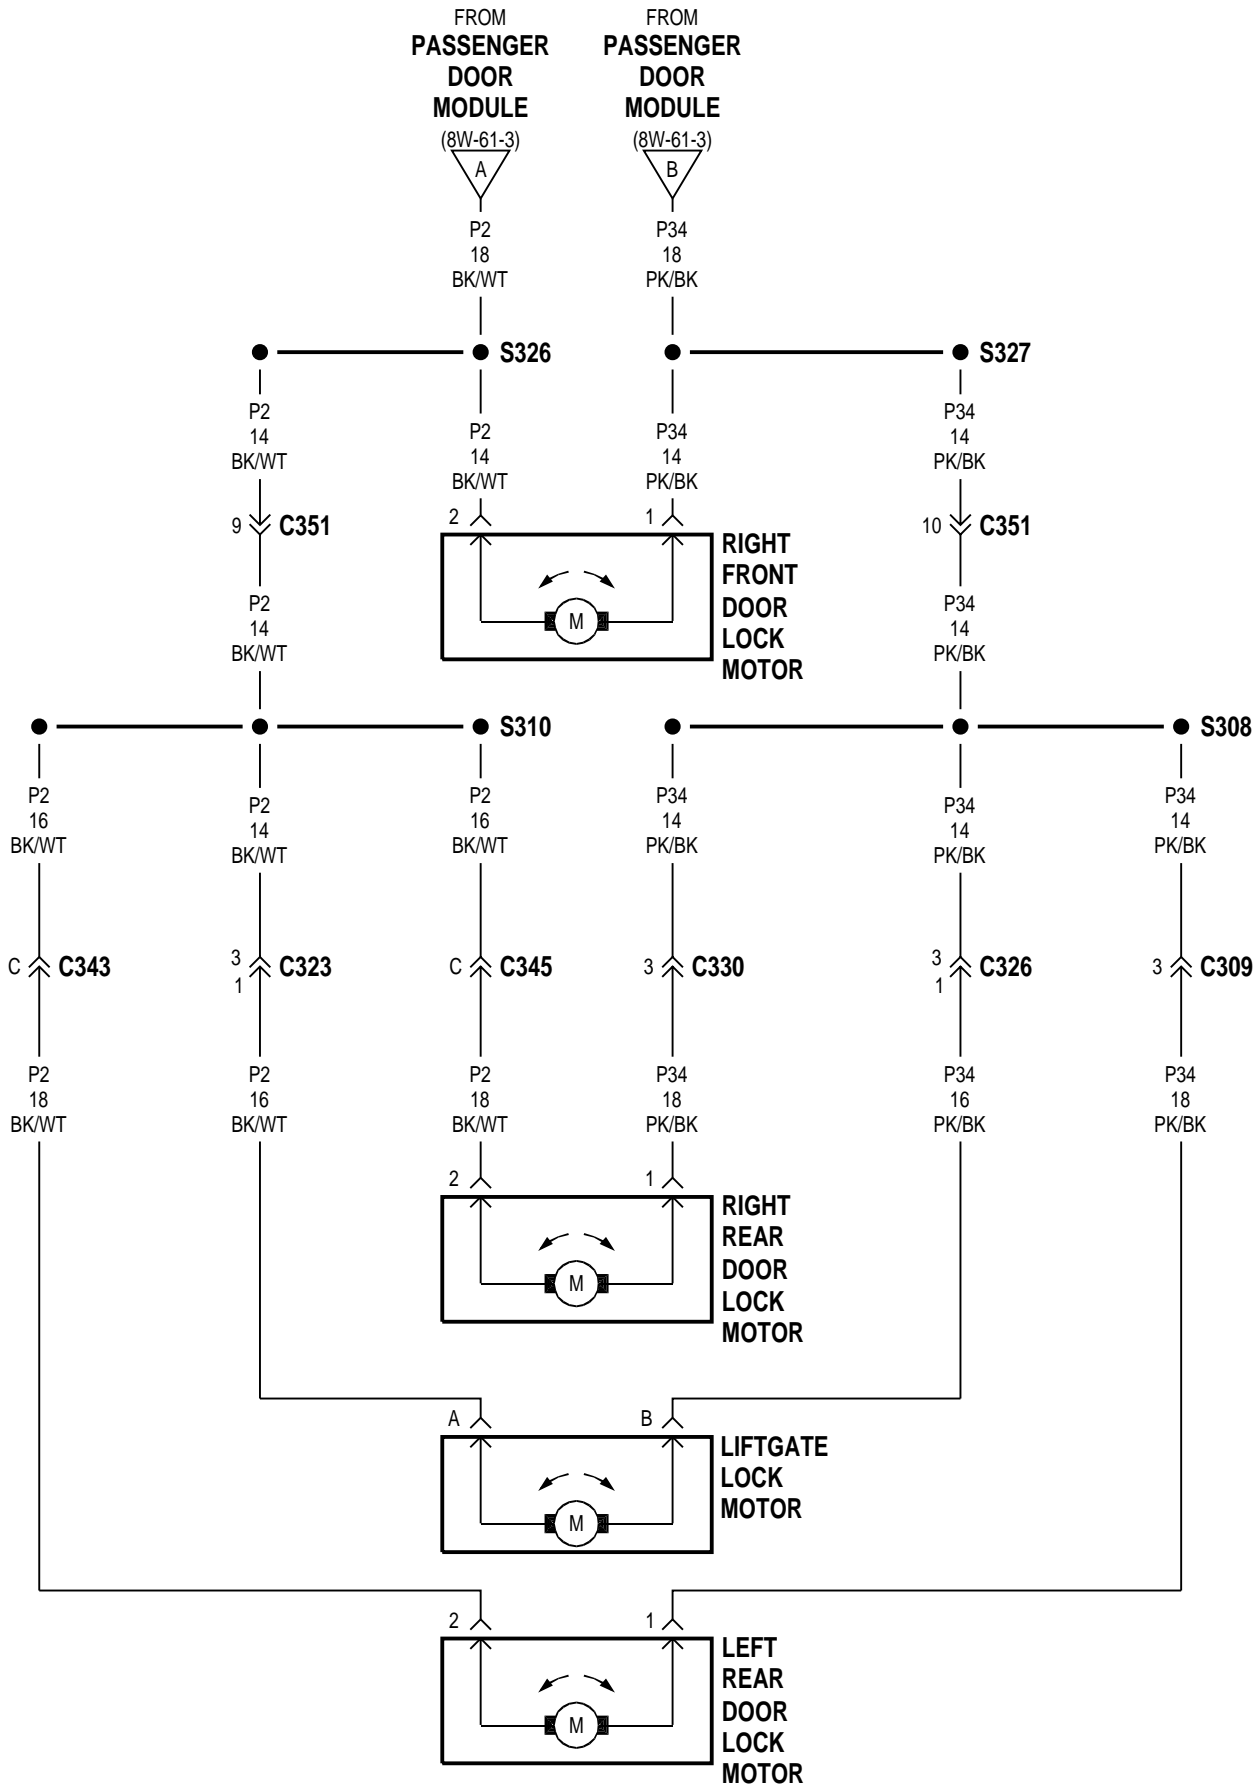 FROM
PASSENGER
DOOR
MODULE
(8W-61-3)
A
FROM
PASSENGER
DOOR
MODULE
(8W-61-3)
B
P2
18
BK/WT
P34
18
PK/BK
S326
S327
P2
14
BK/WT
P2
14
BK/WT
P34
14
PK/BK
P34
14
PK/BK
9 C351
2
1
10 C351
RIGHT
FRONT
DOOR
LOCK
MOTOR
M
P2
14
BK/WT
P34
14
PK/BK
S310
S308
P2
16
BK/WT
P2
14
BK/WT
P2
16
BK/WT
P34
14
PK/BK
P34
14
PK/BK
P34
14
PK/BK
C C343
3
1
C323
C C345
3 C330
3
1
C326
3 C309
P2
18
BK/WT
P2
16
BK/WT
P2
18
BK/WT
P34
18
PK/BK
P34
16
PK/BK
P34
18
PK/BK
2
1
RIGHT
REAR
DOOR
LOCK
MOTOR
M
A
B
LIFTGATE
LOCK
MOTOR
M
2
1
LEFT
REAR
DOOR
LOCK
MOTOR
M